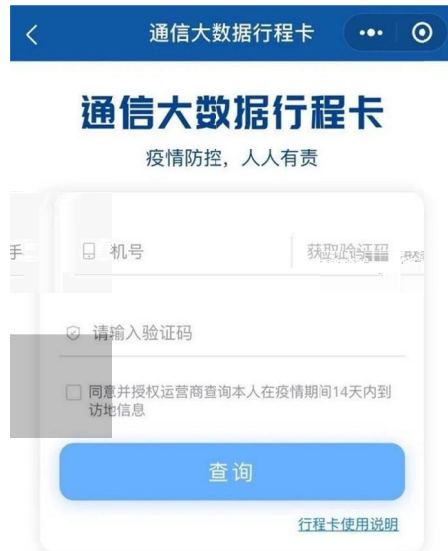 通信大数据行程卡
通信大数据行程卡
疫情防控，人人有责
手 机号
请输入验证码
同意并授权运营商查询本人在疫情期间14天内到
访地信息
查询
行程卡使用说明